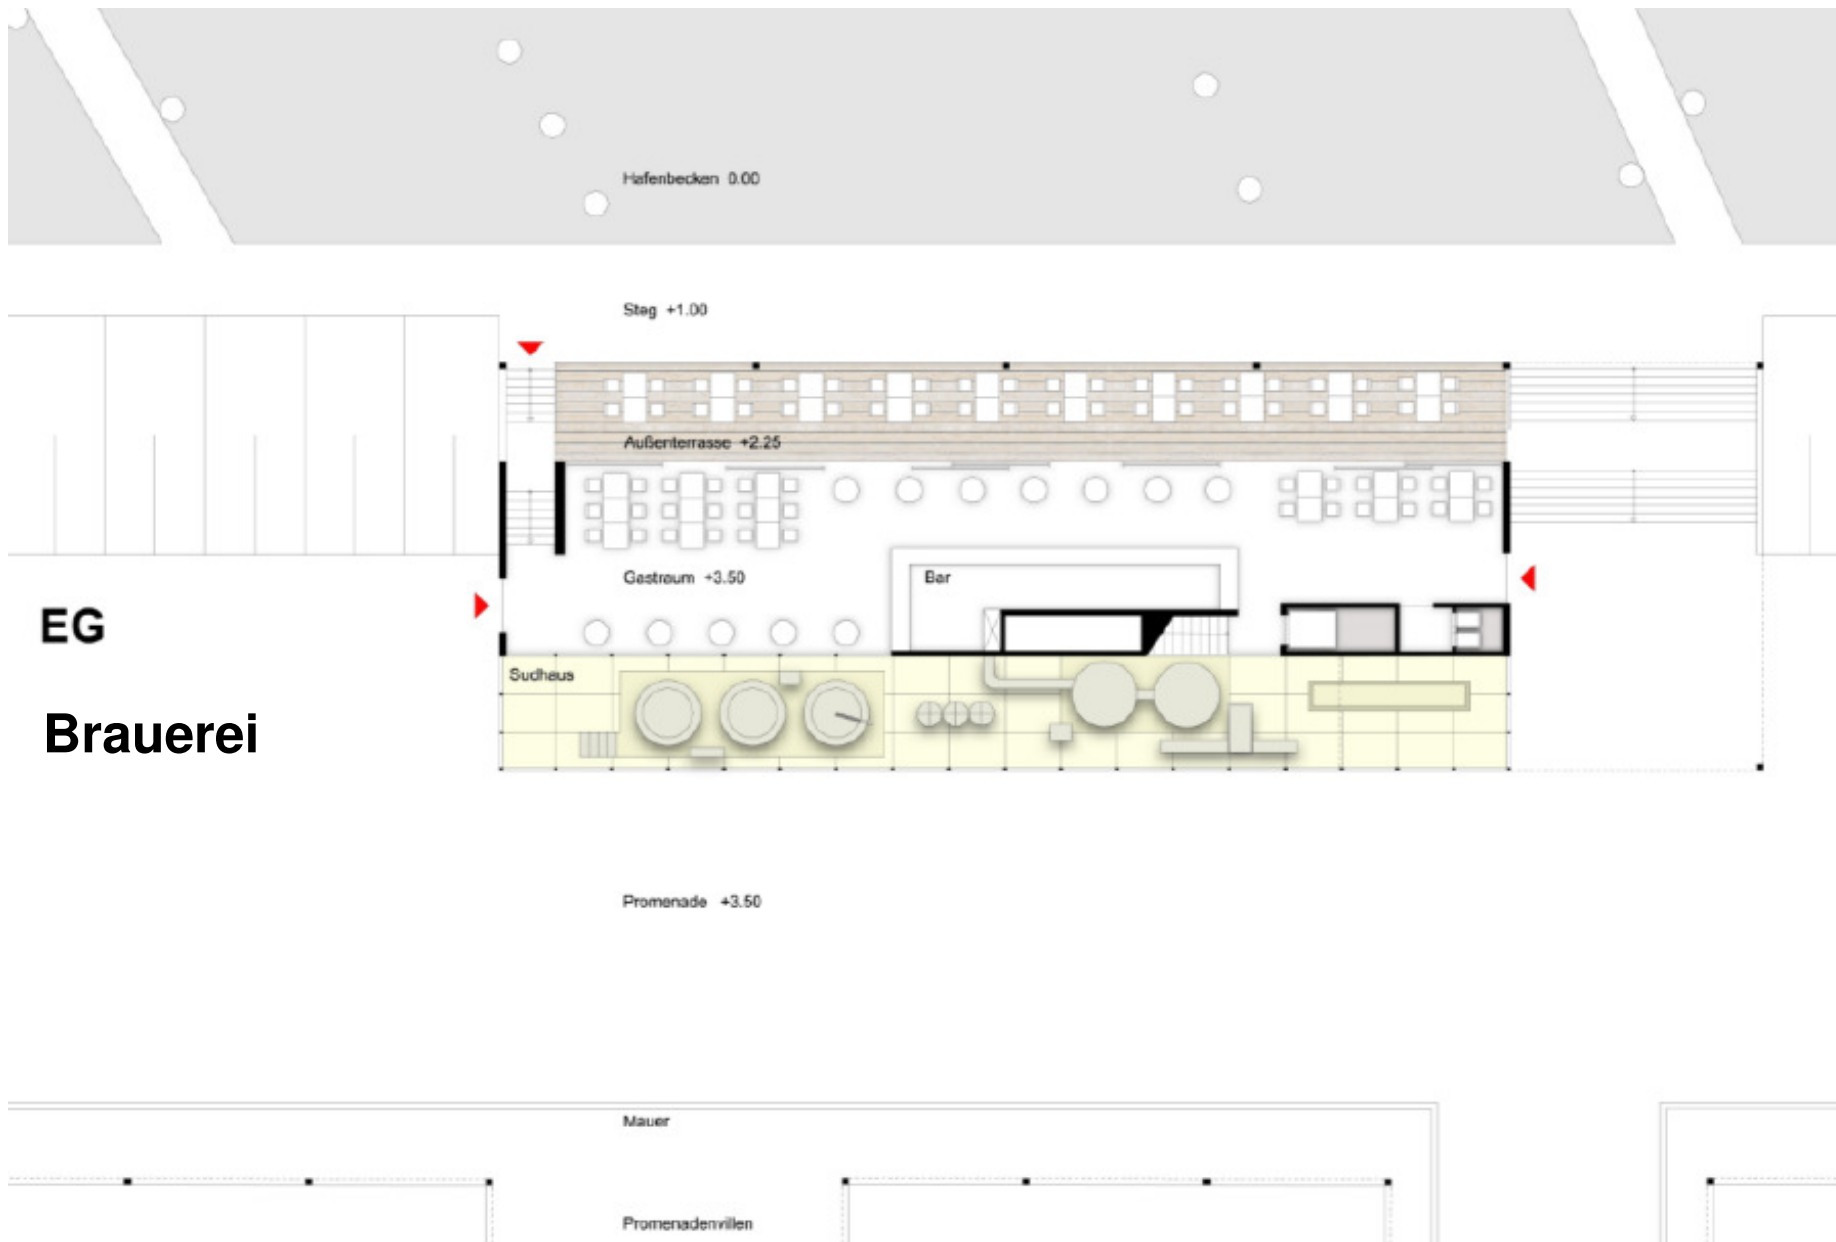 Hafenbecken 0.00
Steg +1.00
Außenterrasse +2.25
Gastraum +3.50
Bar
EG
Sudhaus
Brauerei
Promenade +3.50
Mauer
Promenadenvillen